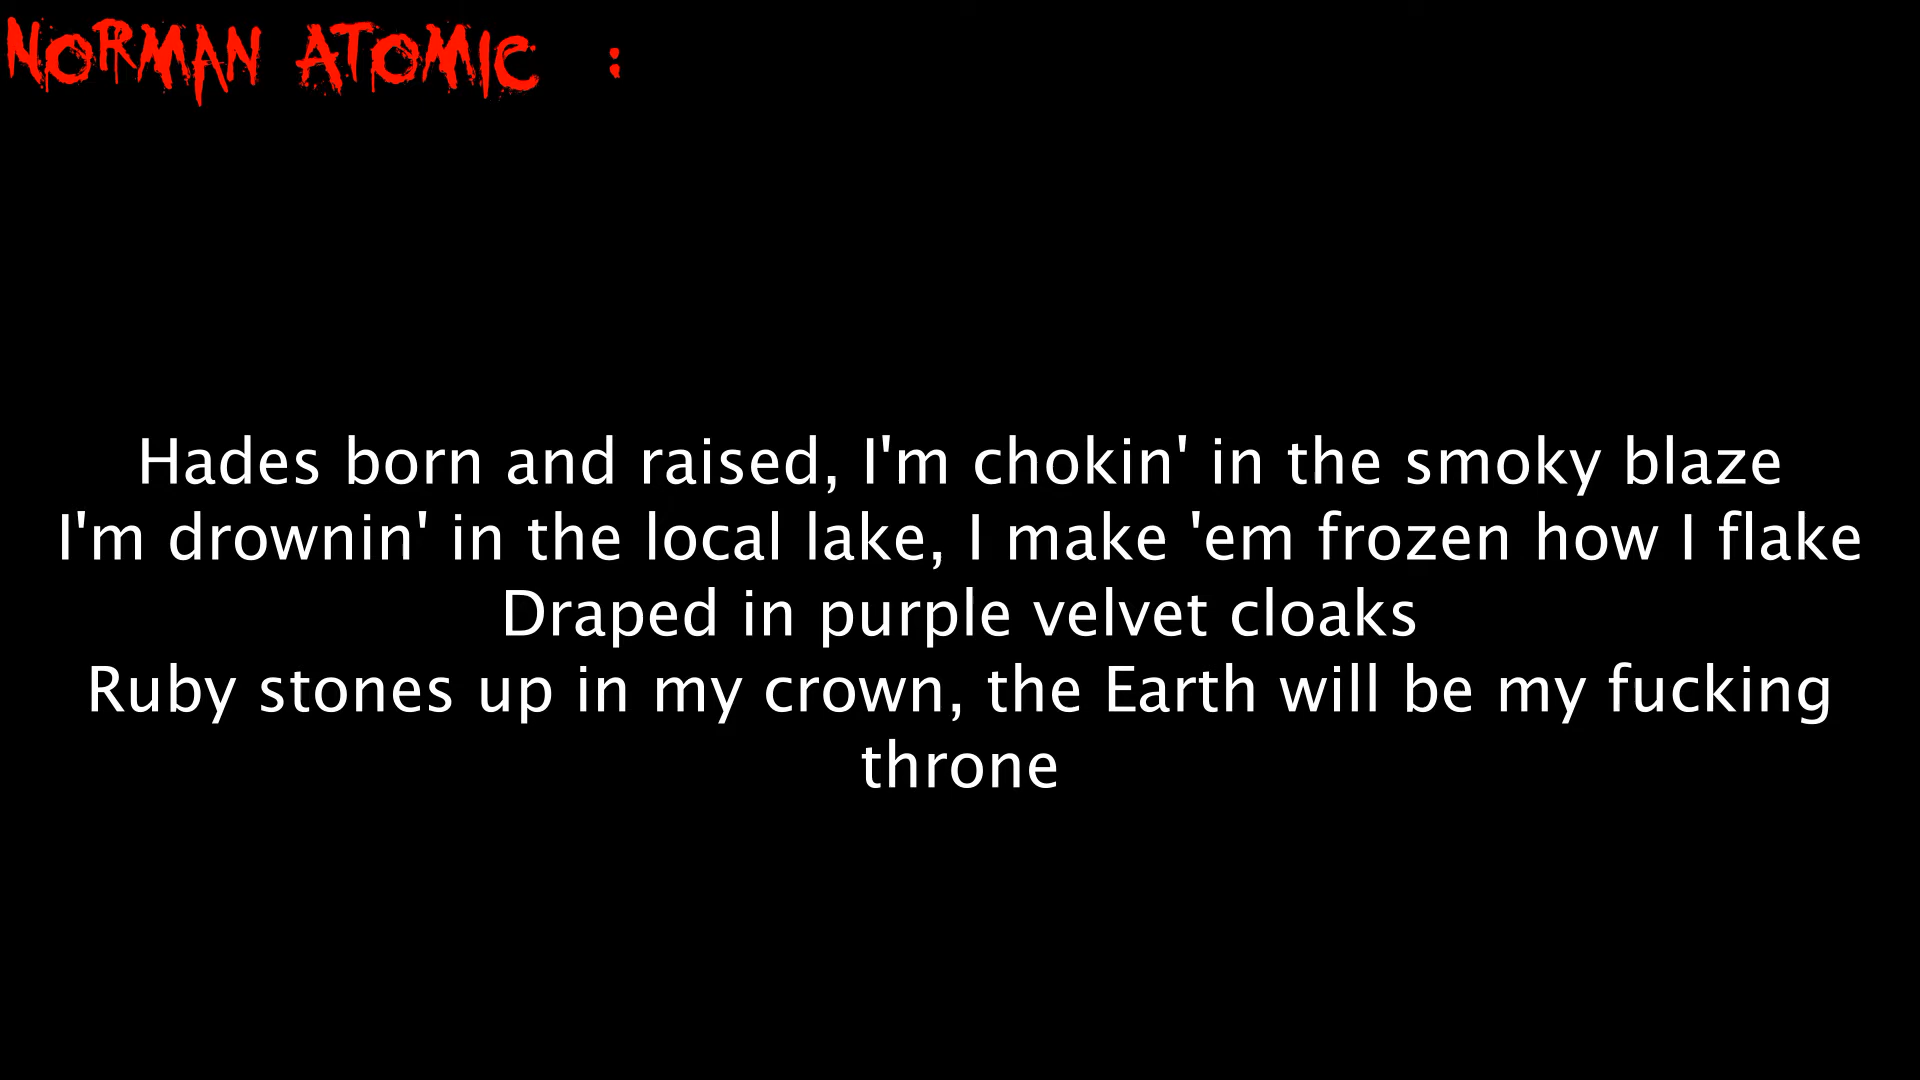 NORMAN ATOMIC :
Hades born and raised, I'm chokin' in the smoky blaze
I'm drownin' in the local lake, I make 'em frozen how I flake
Draped in purple velvet cloaks
Ruby stones up in my crown, the Earth will be my fucking
throne